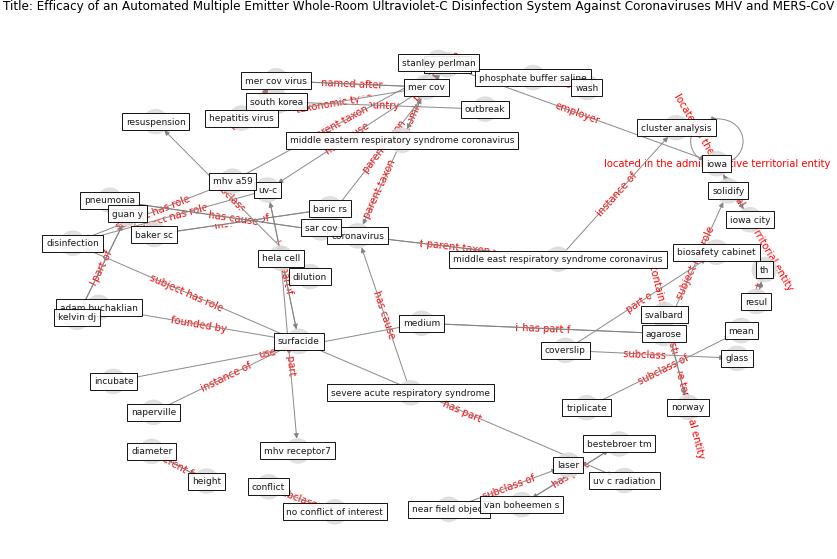 Title: Efficacy of an Automated Multiple Emitter Whole-Room Ultraviolet-C Disinfection System Against Coronaviruses MHV and MERS-CoV
stanley perlman
mer cov virus
named after
mer cov
phosphate buffer saline
wash
south korea
outbreak
hepatitis virus
employer
resuspension
cluster analysis
middle eastern respiratory syndrome coronavirus
located in the administrative territorial entity
iowa
mhv a59
uv-c
parent taxon
solidify
pneumonia
has role
guan y
has role
has cause
of
baric rs
iowa city
instance of
baker sc
sar cov
coronavirus
disinfection
parent taxon
biosafety cabinet
hela cell
middle east respiratory syndrome coronavirus
th
dilution
part of
subject has role
resul
adam buchaklian
svalbard
kelvin dj
founded by
medium
has part
agarose
mean
has cause
surfacide
use
coverslip
subclass
glass
incubate
instance of
part
subclass of
naperville
severe acute respiratory syndrome
triplicate
norway
has part
mhv receptor7
bestebroer tm
diameter
laser
height
subclass of
uv c radiation
conflict
near field objec
van boheemen s
no conflict of interest